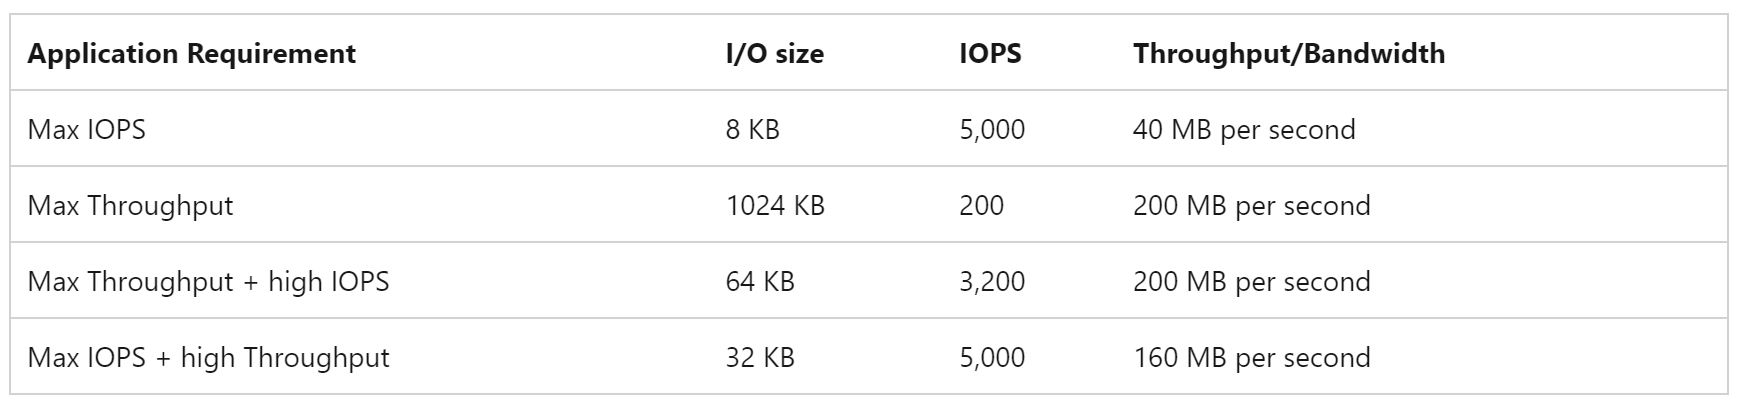 Application Requirement I/O size IOPS Throughput/Bandwidth
Max IOPS 8 KB 5,000 40 MB per second
Max Throughput 1024 KB 200 200 MB per second
Max Throughput + high IOPS 64 KB 3,200 200 MB per second
Max IOPS + high Throughput 32 KB 5,000 160 MB per second